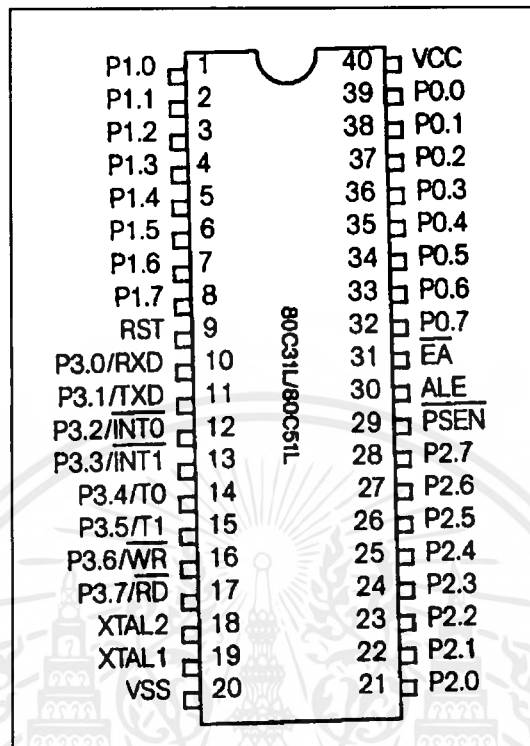 P1.0 1 40 VCC
P1.1 2 39 P0.0
P1.2 3 38 P0.1
P1.3 4 37 P0.2
P1.4 5 36 P0.3
P1.5 6 35 P0.4
P1.6 7 34 P0.5
P1.7 8 33 P0.6
RST 9 32 P0.7
P3.0/RXD 10 31 E̅A̅
P3.1/TXD 11 30 ALE
P3.2/I̅N̅T̅0̅ 12 29 P̅S̅E̅N̅
P3.3/I̅N̅T̅1̅ 13 28 P2.7
P3.4/T0 14 27 P2.6
P3.5/T1 15 26 P2.5
P3.6/W̅R̅ 16 25 P2.4
P3.7/R̅D̅ 17 24 P2.3
XTAL2 18 23 P2.2
XTAL1 19 22 P2.1
VSS 20 21 P2.0
80C31L/80C51L